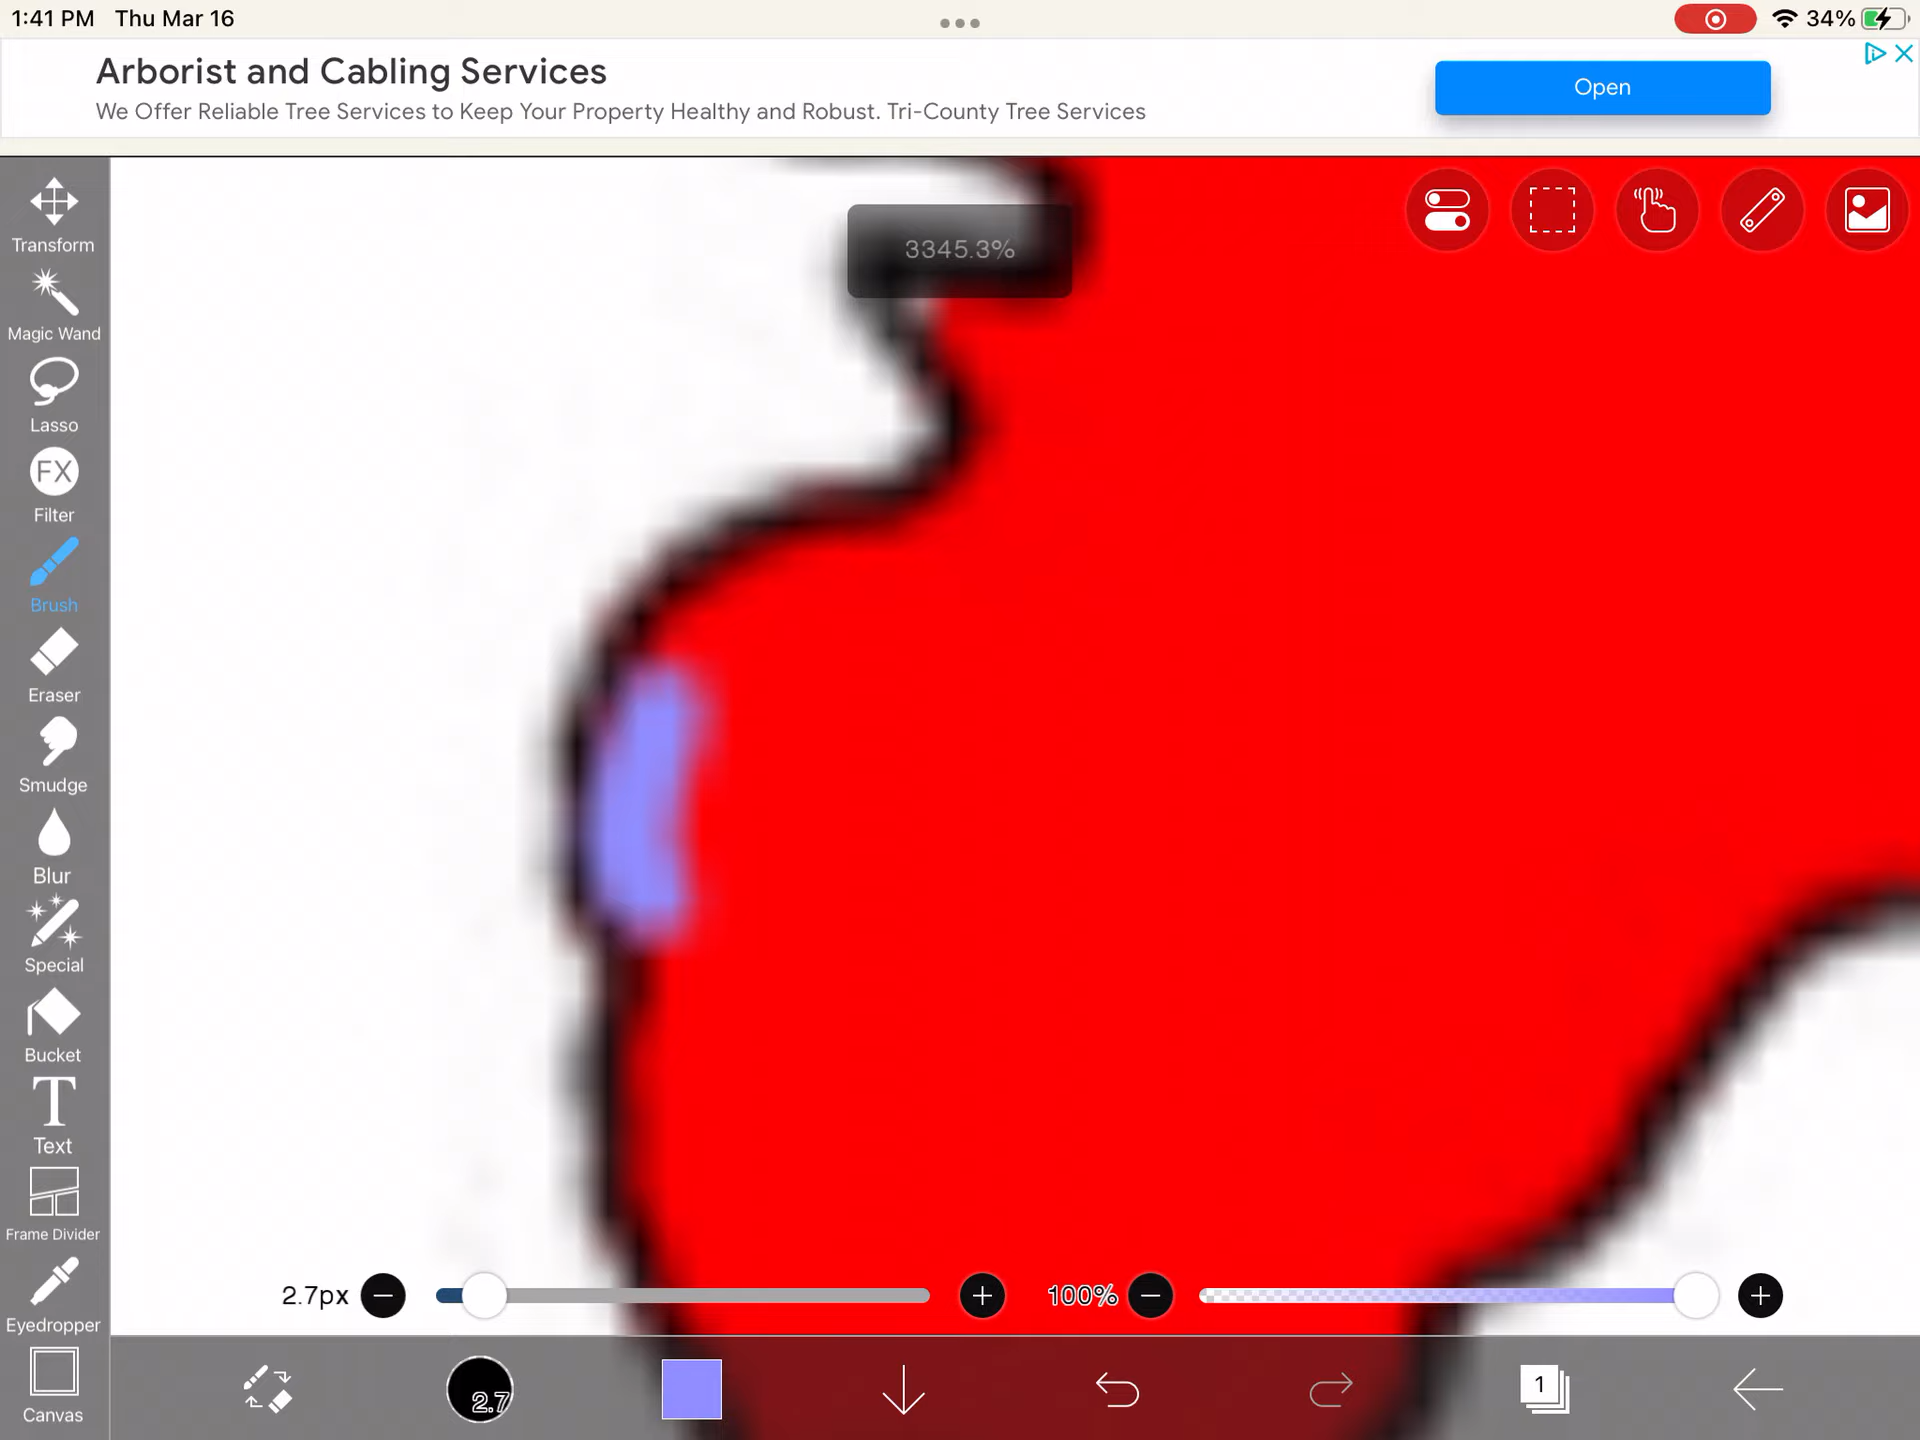 1:41 PM Thu Mar 16
34%
Arborist and Cabling Services
We Offer Reliable Tree Services to Keep Your Property Healthy and Robust. Tri-County Tree Services
Open
3345.3%
Transform
Magic Wand
Lasso
FX
Filter
Brush
Eraser
Smudge
Blur
Special
Bucket
T
Text
Frame Divider
Eyedropper
Canvas
2.7px
100%
2.7
1